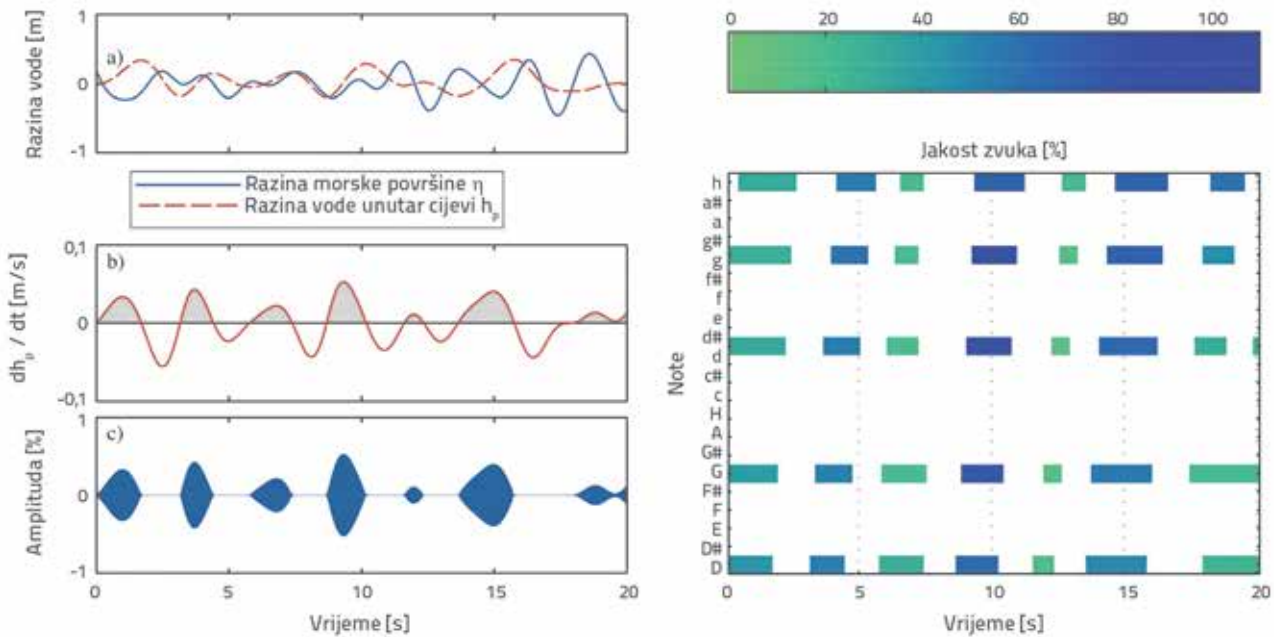 Razina vode [m]
1
0
-1
a)
Razina morske površine η
Razina vode unutar cijevi hₚ
dhₚ / dt [m/s]
0,1
0
-0,1
b)
Amplituda [%]
1
0
-1
c)
0 5 10 15 20
Vrijeme [s]
0 20 40 60 80 100
Jakost zvuka [%]
Note
h
a#
a
g#
g
f#
f
e
d#
d
c#
c
H
A
G#
G
F#
F
E
D#
D
0 5 10 15 20
Vrijeme [s]